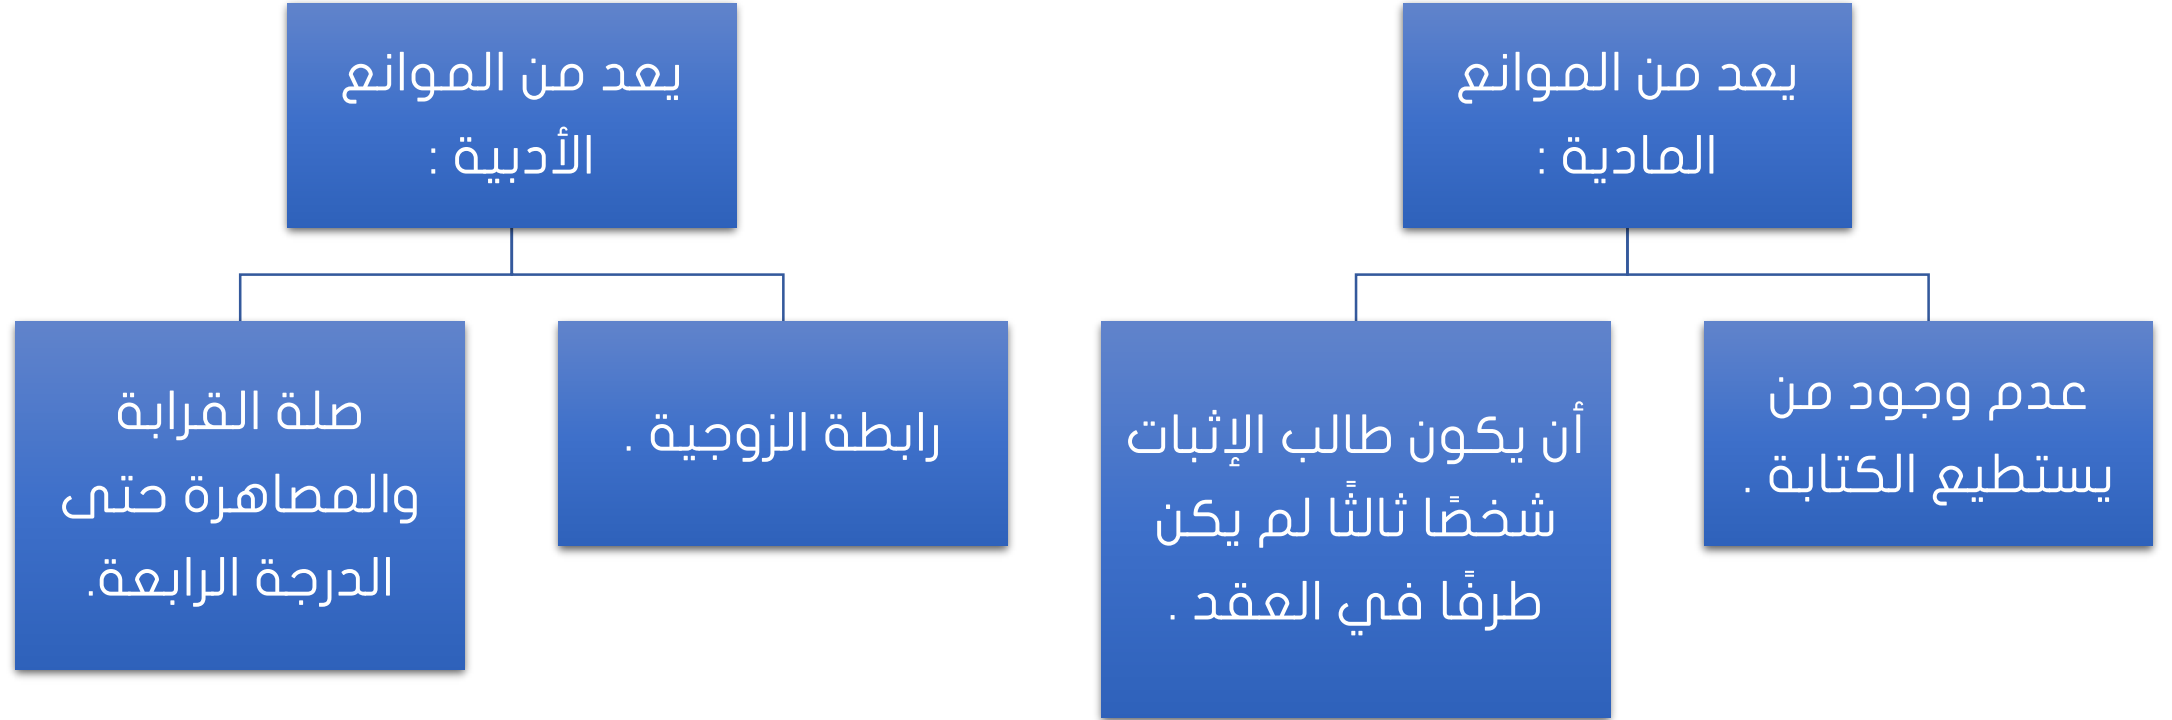 يعد من الموانع
المادية :
عدم وجود من
يستطيع الكتابة .
أن يكون طالب الإثبات
شخصًا ثالثًا لم يكن
طرفًا في العقد .
يعد من الموانع
الأدبية :
رابطة الزوجية .
صلة القرابة
والمصاهرة حتى
الدرجة الرابعة.